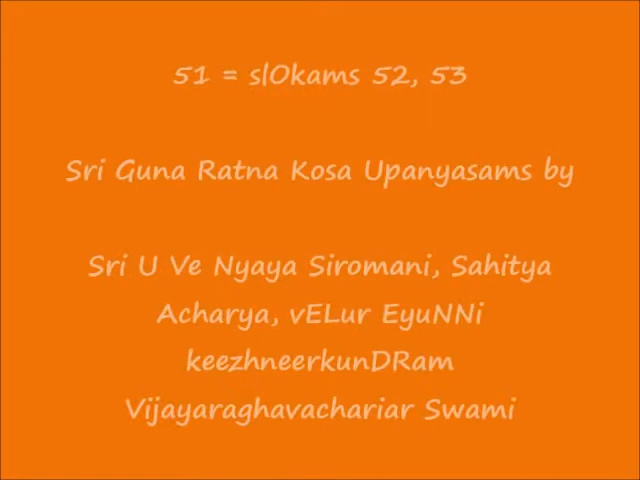 51 = slOkams 52, 53
Sri Guna Ratna Kosa Upanyasams by
Sri U Ve Nyaya Siromani, Sahitya
Acharya, vELur EyuNNi
keezhneerkunDRam
Vijayaraghavachariar Swami